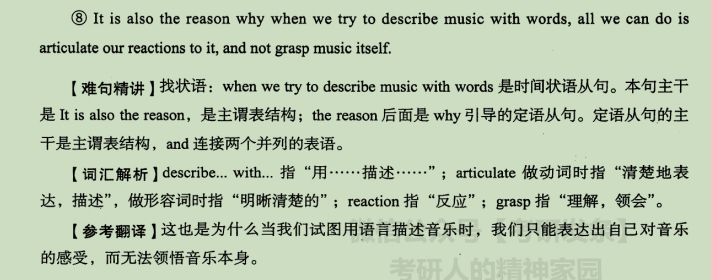 ⑧ It is also the reason why when we try to describe music with words, all we can do is
articulate our reactions to it, and not grasp music itself.
【难句精讲】找状语：when we try to describe music with words 是时间状语从句。本句主干
是 It is also the reason，是主谓表结构；the reason 后面是 why 引导的定语从句。定语从句的主
干是主谓表结构，and 连接两个并列的表语。
【词汇解析】describe... with... 指“用……描述……”；articulate 做动词时指“清楚地表
达，描述”，做形容词时指“明晰清楚的”；reaction 指“反应”；grasp 指“理解，领会”。
【参考翻译】这也是为什么当我们试图用语言描述音乐时，我们只能表达出自己对音乐
的感受，而无法领悟音乐本身。
考研人的精神家园